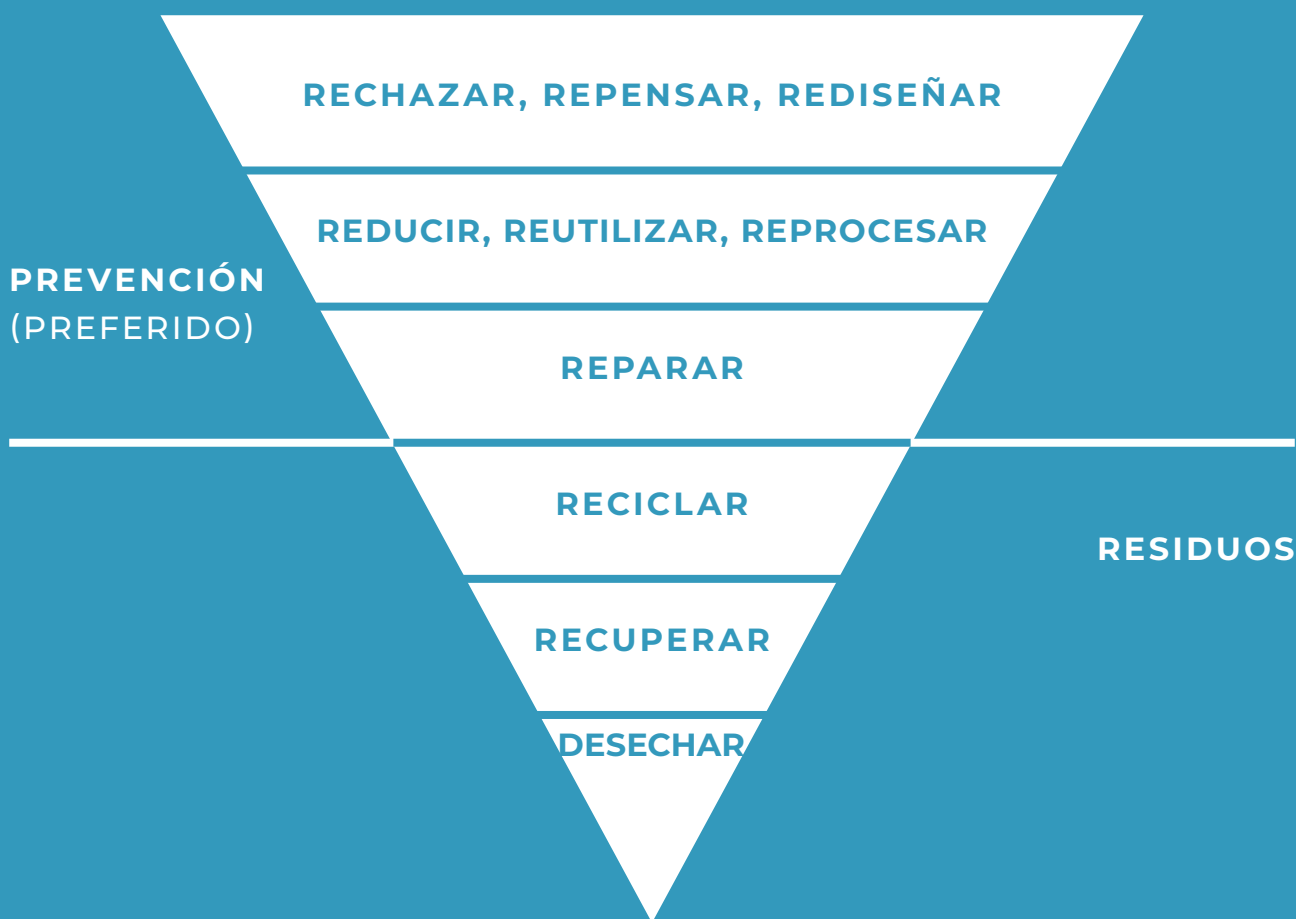 RECHAZAR, REPENSAR, REDISEÑAR
REDUCIR, REUTILIZAR, REPROCESAR
PREVENCIÓN
(PREFERIDO)
REPARAR
RECICLAR
RESIDUOS
RECUPERAR
DESECHAR